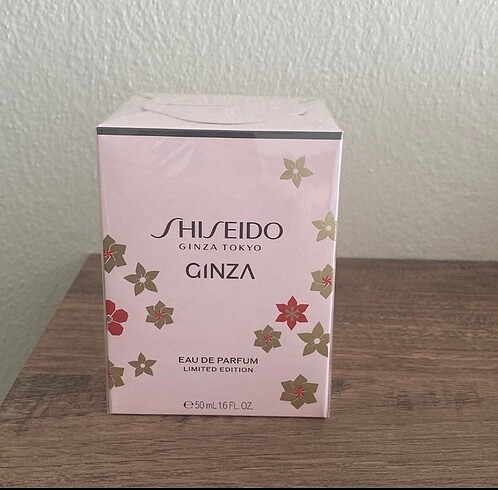 SHISEIDO
GINZA TOKYO
GINZA
EAU DE PARFUM
LIMITED EDITION
℮50 mL 1.6 FL. OZ.